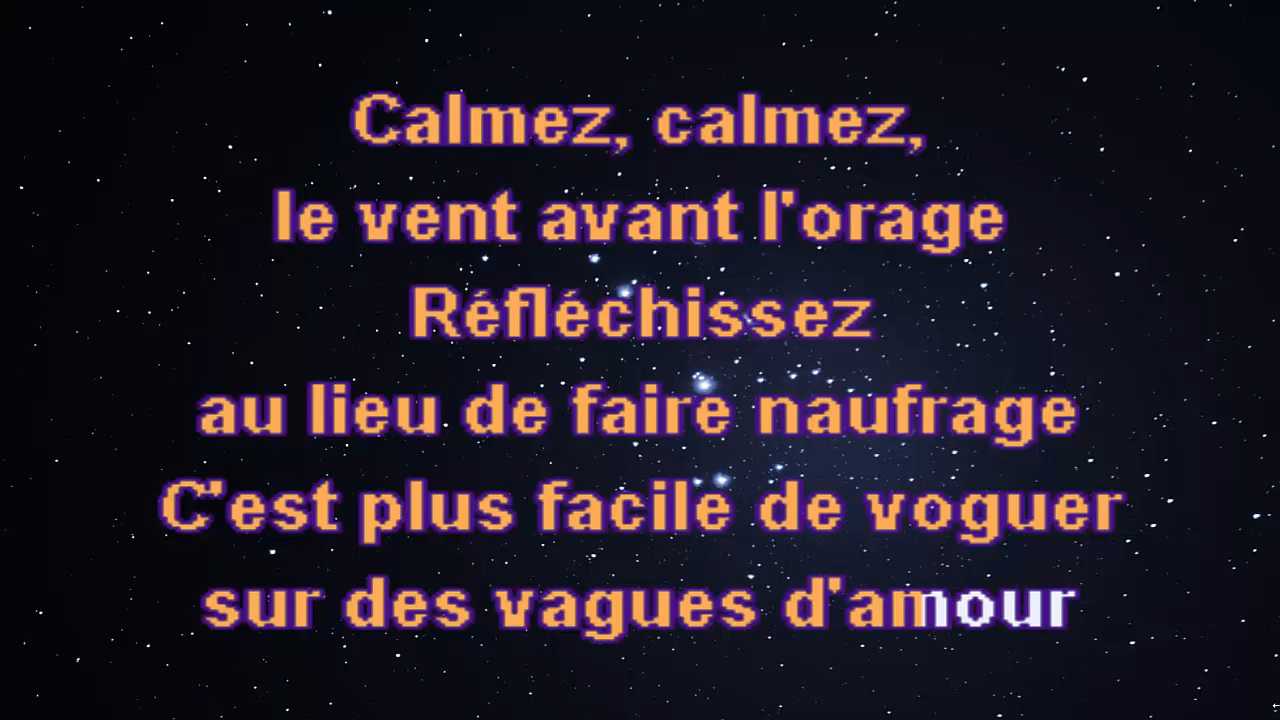 Calmez, calmez,
le vent avant l'orage
Réfléchissez
au lieu de faire naufrage
C'est plus facile de voguer
sur des vagues d'amour